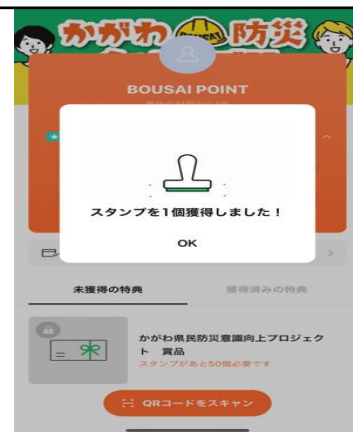 かがわ BOUSAI 防災
BOUSAI POINT
スタンプを1個獲得しました！
OK
未獲得の特典
獲得済みの特典
かがわ県民防災意識向上プロジェク
ト 賞品
スタンプがあと50個必要です
QRコードをスキャン